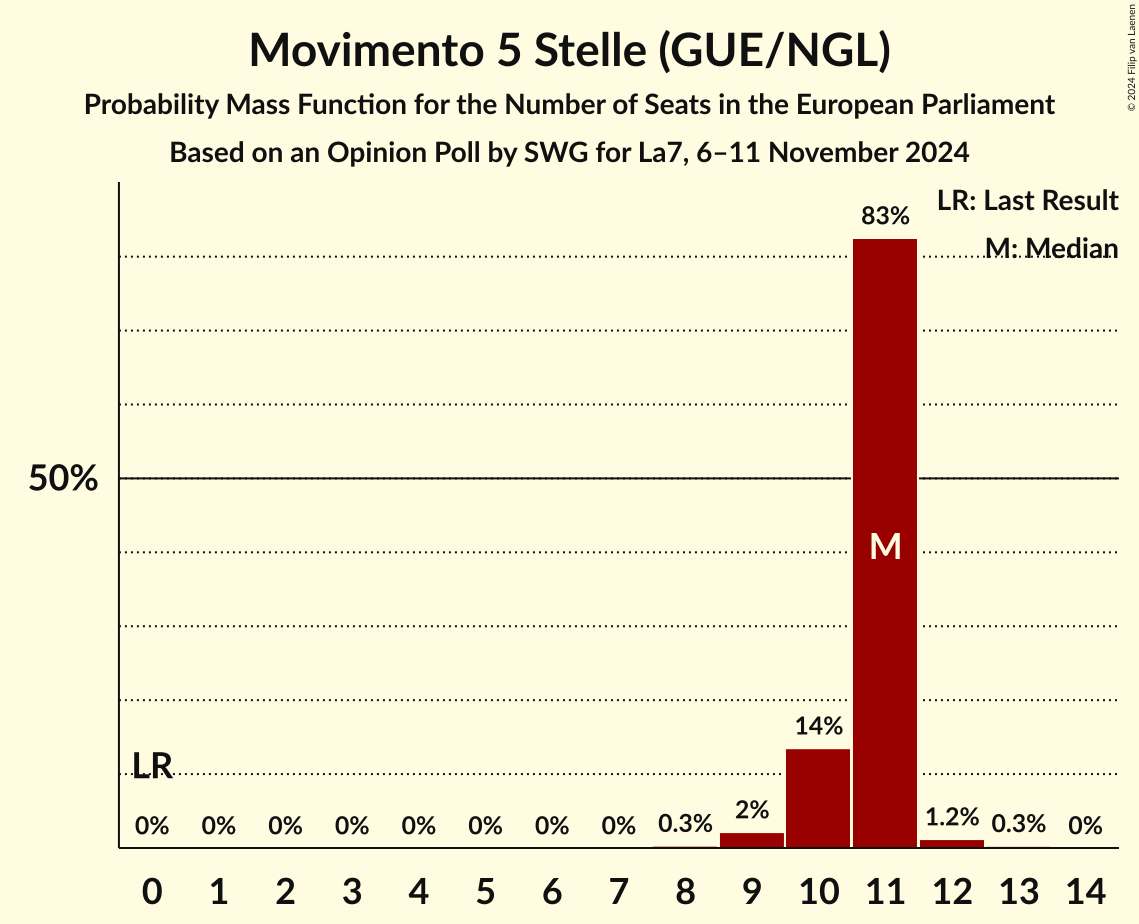 Movimento 5 Stelle (GUE/NGL)
Probability Mass Function for the Number of Seats in the European Parliament
Based on an Opinion Poll by SWG for La7, 6–11 November 2024
© 2024 Filip van Laenen
LR: Last Result
M: Median
83%
50%
M
14%
LR
0% 0% 0% 0% 0% 0% 0% 0% 0.3% 2% 1.2% 0.3% 0%
0 1 2 3 4 5 6 7 8 9 10 11 12 13 14